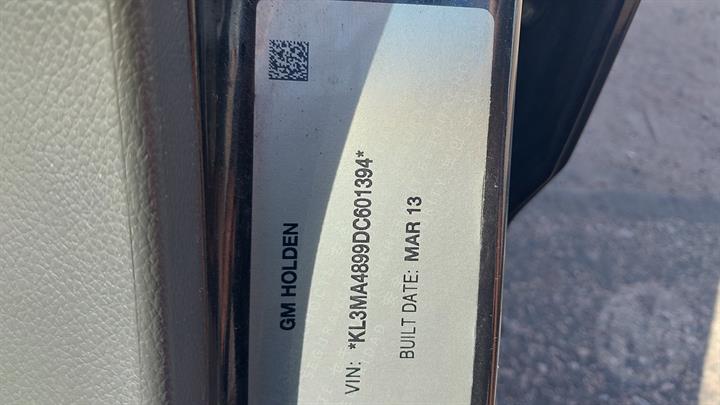 GM HOLDEN
VIN: *KL3MA4899DC601394*
BUILT DATE: MAR 13